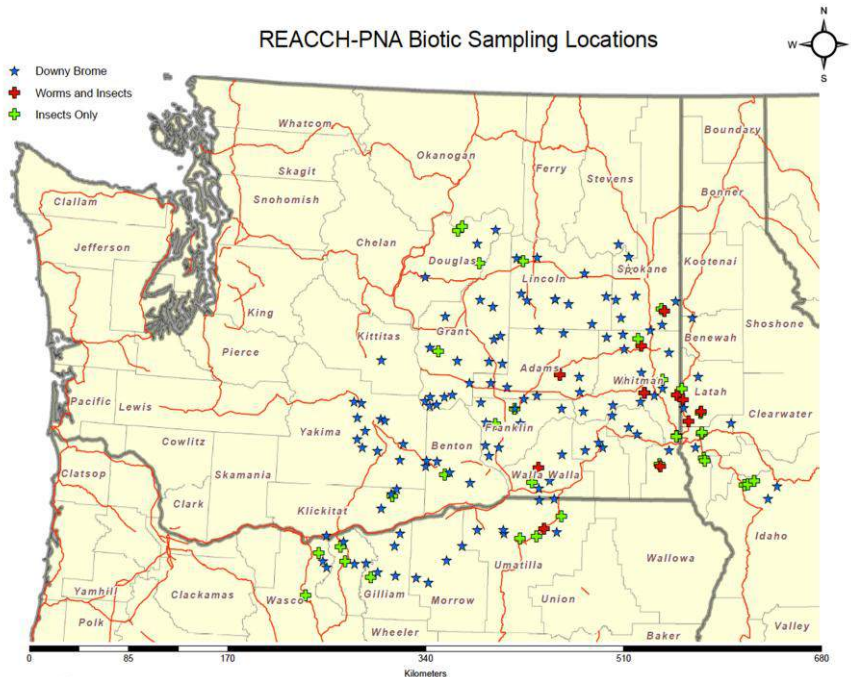 REACCH-PNA Biotic Sampling Locations
N
W
E
S
Downy Brome
Worms and Insects
Insects Only
Whatcom
Okanogan
Boundary
Ferry
Stevens
Skagit
Bonner
Clallam
Snohomish
Jefferson
Chelan
Douglas
Spokane
Kootenai
Lincoln
King
Shoshone
Kittitas
Grant
Benewah
Pierce
Adams
Whitman
Latah
Pacific
Lewis
Clearwater
Yakima
Franklin
Cowlitz
Benton
Clatsop
Skamania
Walla Walla
Clark
Klickitat
Idaho
Umatilla
Wallowa
Yamhill
Clackamas
Wasco
Gilliam
Morrow
Union
Polk
Wheeler
Baker
Valley
0 85 170 340 510 680
Kilometers